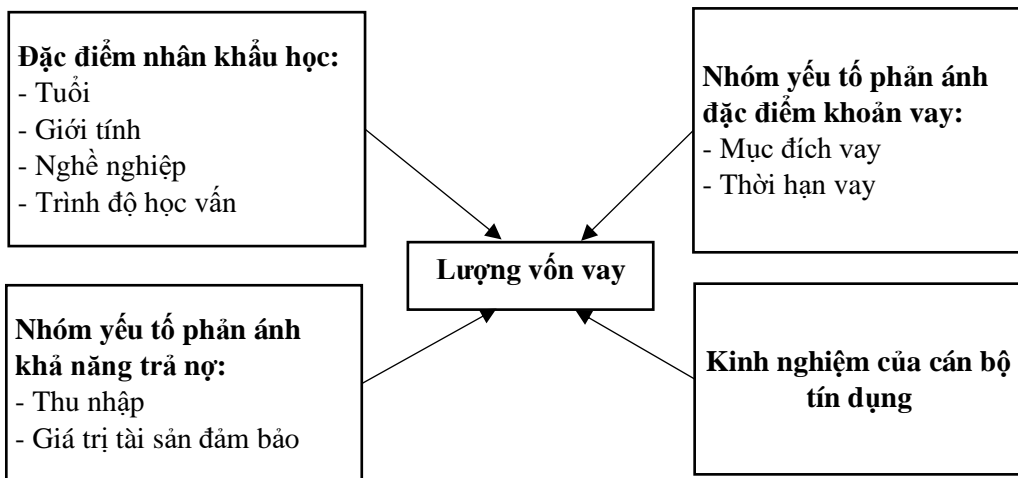 Đặc điểm nhân khẩu học:
- Tuổi
- Giới tính
- Nghề nghiệp
- Trình độ học vấn
Nhóm yếu tố phản ánh
đặc điểm khoản vay:
- Mục đích vay
- Thời hạn vay
Lượng vốn vay
Nhóm yếu tố phản ánh
khả năng trả nợ:
- Thu nhập
- Giá trị tài sản đảm bảo
Kinh nghiệm của cán bộ
tín dụng